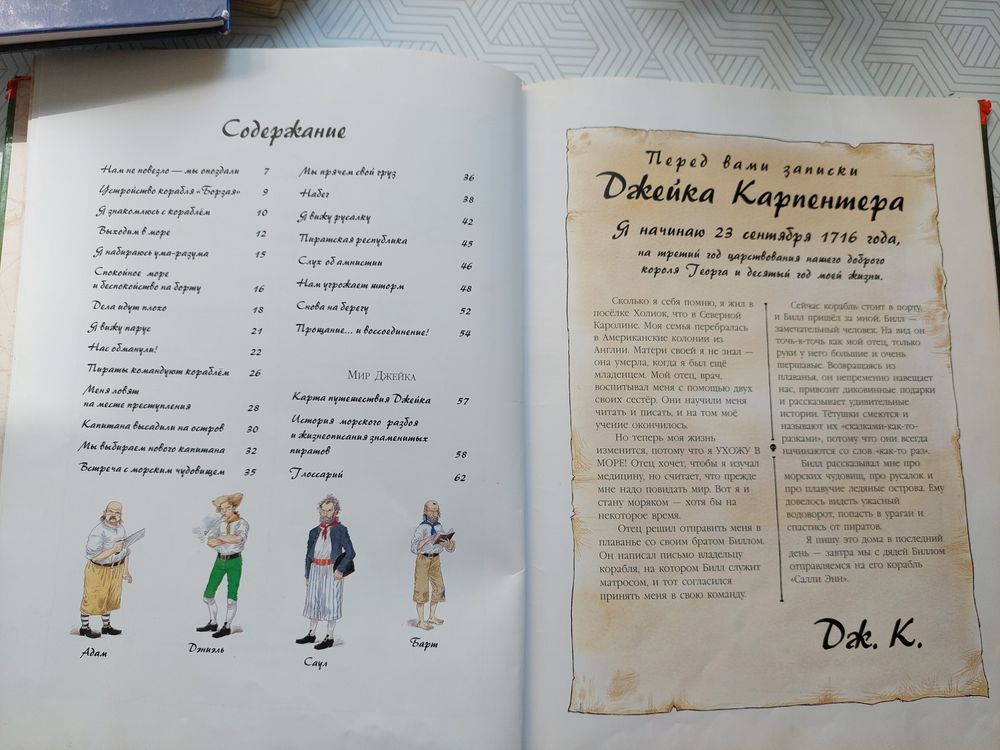 Содержание
Нам не повезло — мы опоздали 7
Устройство корабля «Борзая» 9
Я знакомлюсь с кораблём 10
Выходим в море 12
Я набираюсь ума-разума 15
Спокойное море
и беспокойство на борту 16
Дела идут плохо 18
Я вижу парус 21
Нас обманули! 22
Пираты командуют кораблём 26
Меня ловят
на месте преступления 28
Капитана высадили на остров 30
Мы выбираем нового капитана 32
Встреча с морским чудовищем 35
Мы прячем свой груз 36
Набег 38
Я вижу русалку 42
Пиратская республика 45
Слух об амнистии 46
Нам угрожает шторм 48
Снова на берегу 52
Прощание... и воссоединение! 54
Мир Джейка
Карта путешествия Джейка 57
История морского разбоя
и жизнеописания знаменитых
пиратов 58
Глоссарий 62
Адам
Дэниэль
Саул
Барт
Перед вами записки
Джейка Карпентера
Я начинаю 23 сентября 1716 года,
на третий год царствования нашего доброго
короля Георга и десятый год моей жизни.
Сколько я себя помню, я жил в
посёлке Холиок, что в Северной
Каролине. Моя семья перебралась
в Американские колонии из
Англии. Матери своей я не знал —
она умерла, когда я был ещё
младенцем. Мой отец, врач,
воспитывал меня с помощью двух
своих сестёр. Они научили меня
читать и писать, и на том моё
учение окончилось.
Но теперь моя жизнь
изменится, потому что я УХОЖУ В
МОРЕ! Отец хочет, чтобы я изучал
медицину, но считает, что прежде
мне надо повидать мир. Вот я и
стану моряком — хотя бы на
некоторое время.
Отец решил отправить меня в
плаванье со своим братом Биллом.
Он написал письмо владельцу
корабля, на котором Билл служит
матросом, и тот согласился
принять меня в свою команду.
Сейчас корабль стоит в порту,
и Билл пришёл за мной. Билл —
замечательный человек. На вид он
точь-в-точь как мой отец, только
руки у него большие и очень
шершавые. Возвращаясь из
плаванья, он непременно навещает
нас, привозит диковинные подарки
и рассказывает удивительные
истории. Тётушки смеются и
называют их «сказками-как-то-
разками», потому что они всегда
начинаются со слов «как-то раз».
Билл рассказывал мне про
морских чудовищ, про русалок и
про плавучие ледяные острова. Ему
довелось видеть ужасный
водоворот, попасть в ураган и
спастись от пиратов.
Я пишу это дома в последний
день — завтра мы с дядей Биллом
отправляемся на его корабль
«Салли Энн».
Дж. К.